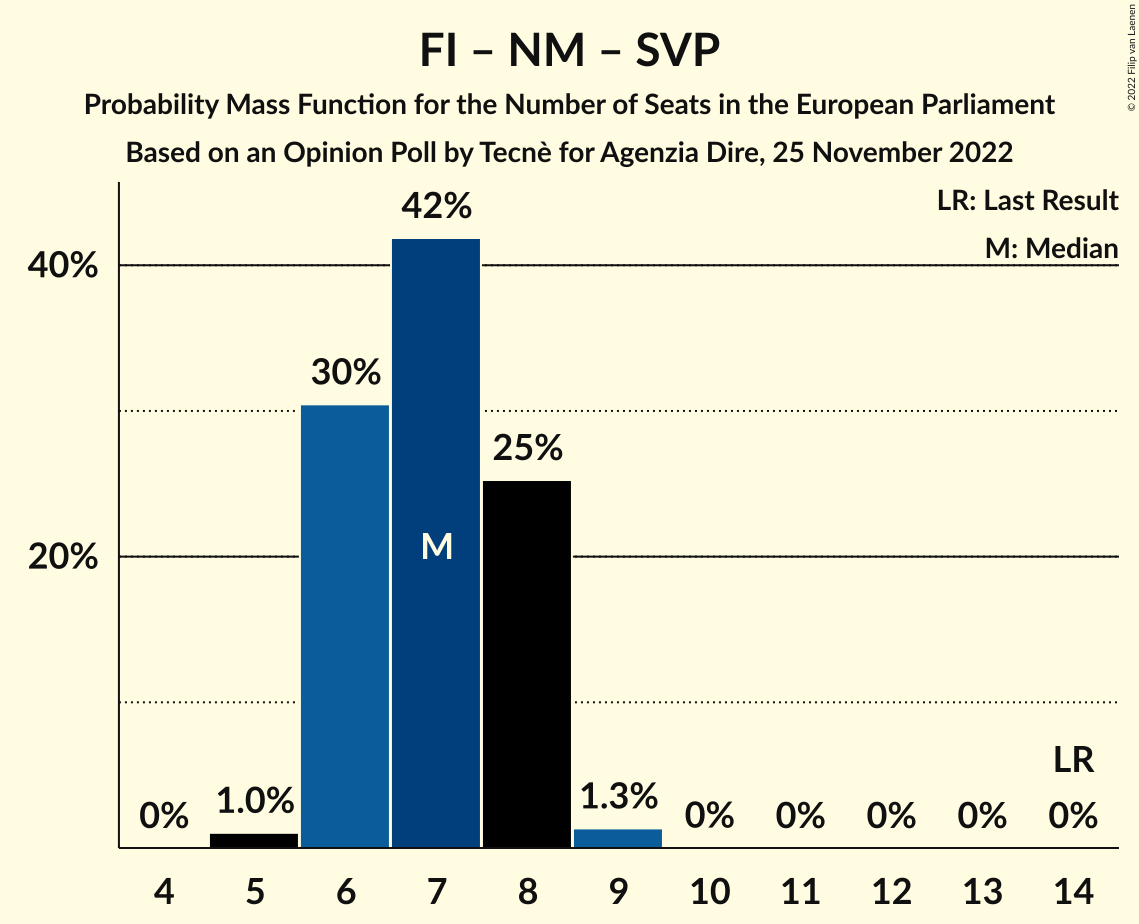 FI – NM – SVP
Probability Mass Function for the Number of Seats in the European Parliament
Based on an Opinion Poll by Tecnè for Agenzia Dire, 25 November 2022
© 2022 Filip van Laenen
LR: Last Result
M: Median
40%
20%
0%
1.0%
30%
42%
M
25%
1.3%
0%
0%
0%
0%
LR
0%
4 5 6 7 8 9 10 11 12 13 14